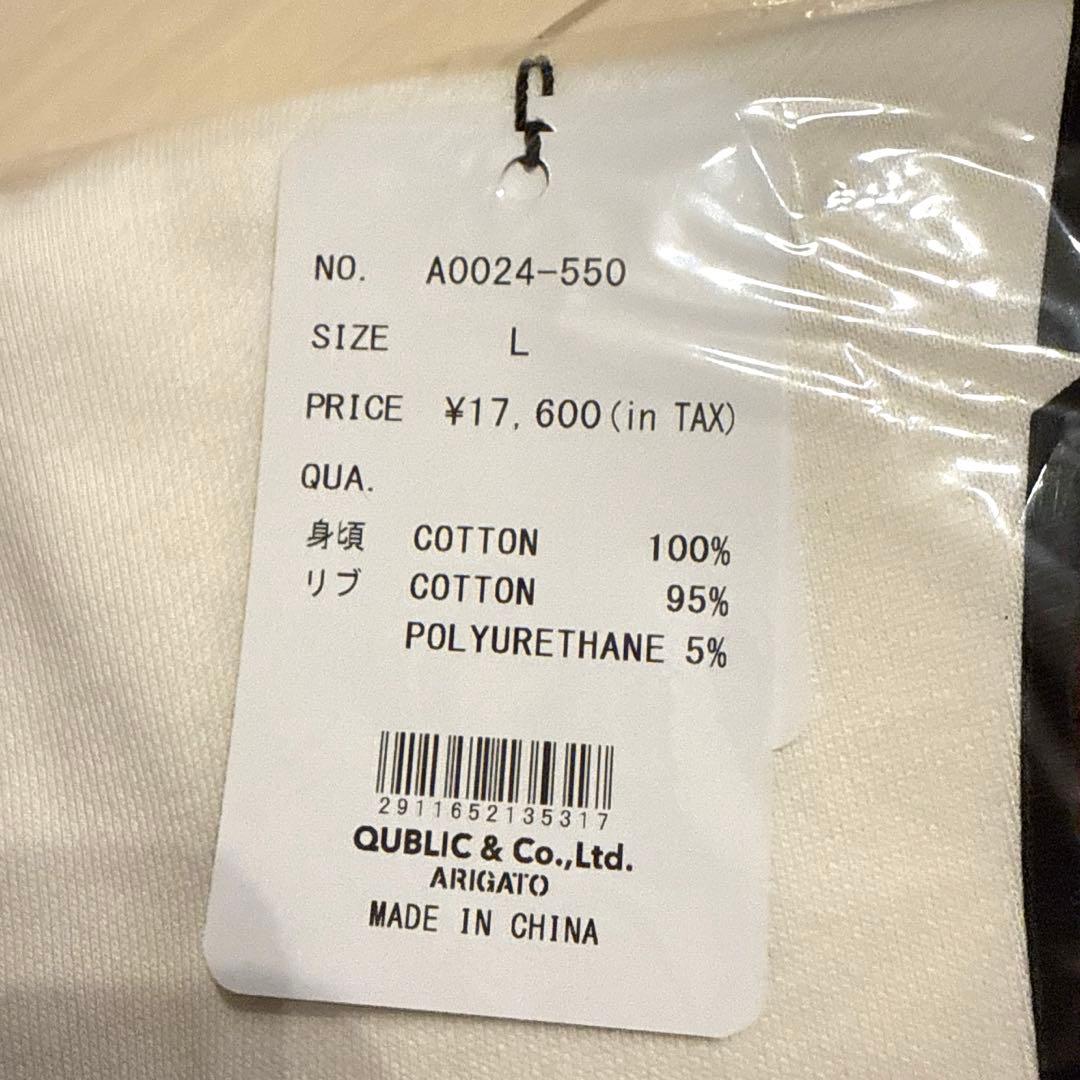 NO. A0024-550
SIZE L
PRICE ¥17,600(in TAX)
QUA.
身頃 COTTON 100%
リブ COTTON 95%
POLYURETHANE 5%
2911652135317
QUBLIC & Co.,Ltd.
ARIGATO
MADE IN CHINA